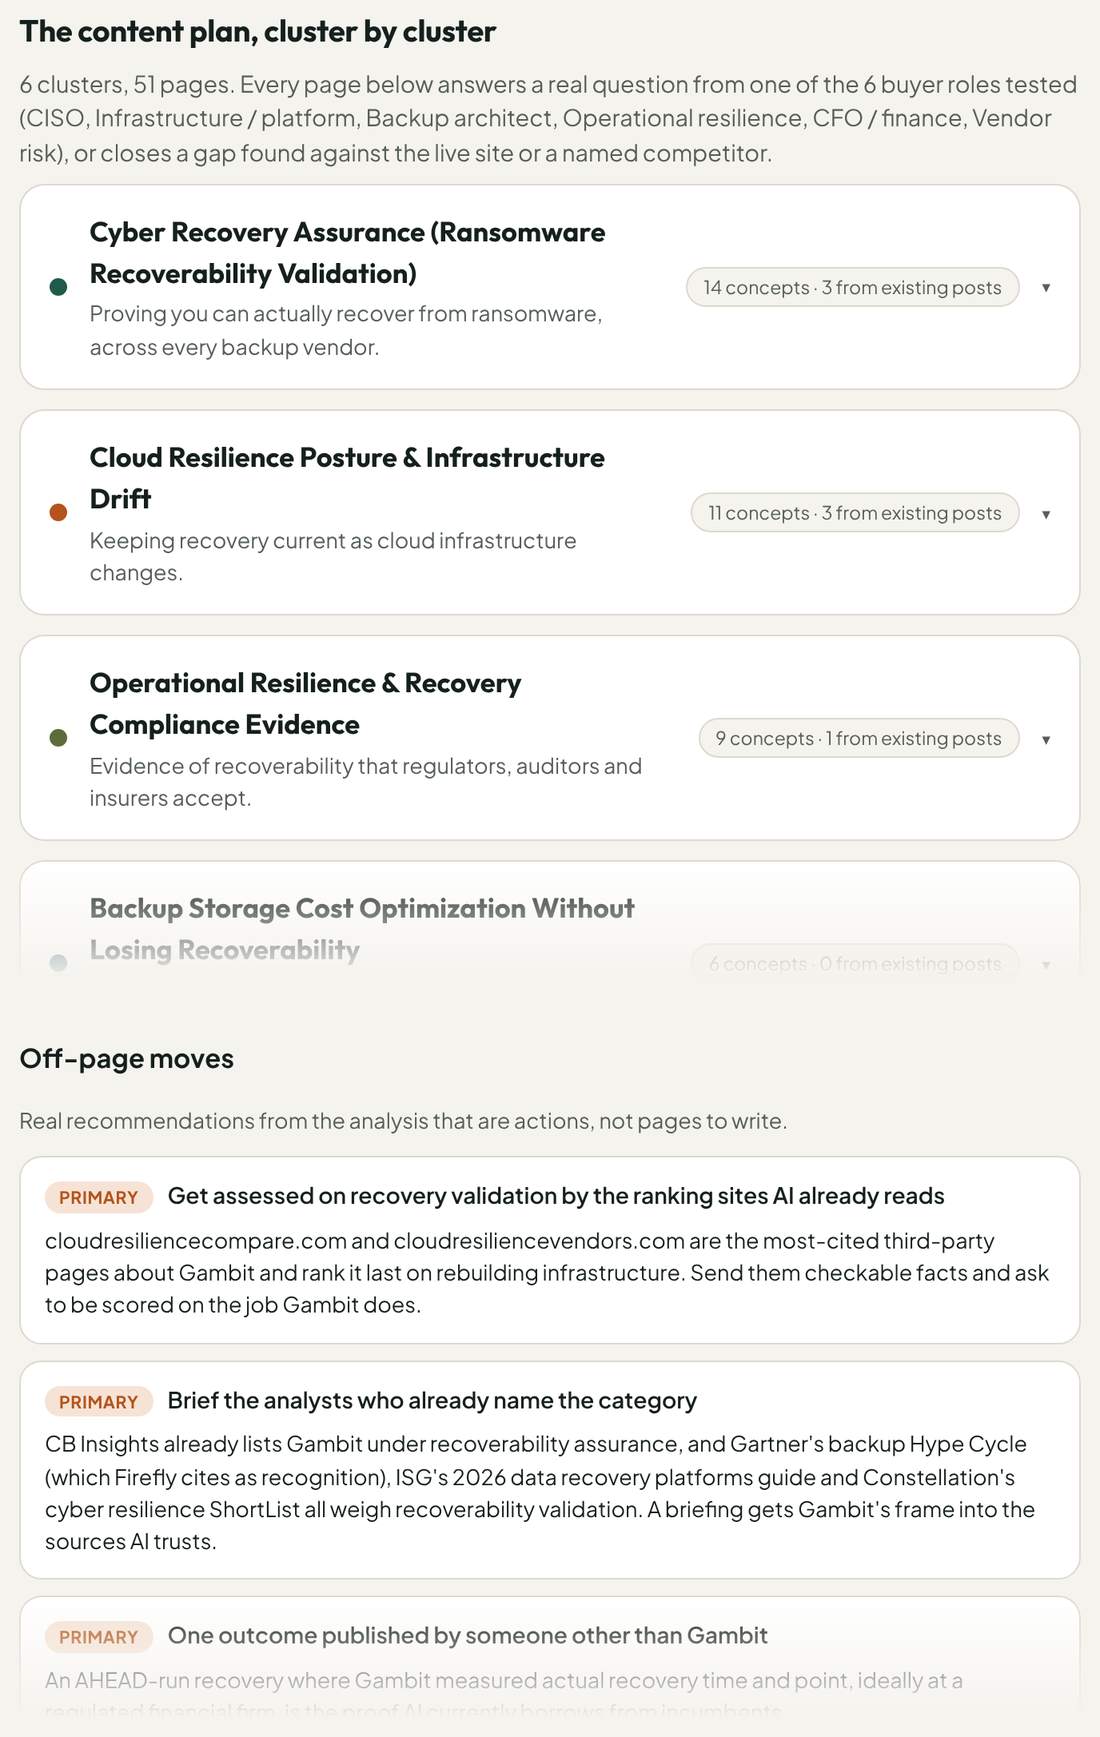 The content plan, cluster by cluster
6 clusters, 51 pages. Every page below answers a real question from one of the 6 buyer roles tested
(CISO, Infrastructure / platform, Backup architect, Operational resilience, CFO / finance, Vendor
risk), or closes a gap found against the live site or a named competitor.
Cyber Recovery Assurance (Ransomware
Recoverability Validation)
Proving you can actually recover from ransomware,
across every backup vendor.
14 concepts · 3 from existing posts
Cloud Resilience Posture & Infrastructure
Drift
Keeping recovery current as cloud infrastructure
changes.
11 concepts · 3 from existing posts
Operational Resilience & Recovery
Compliance Evidence
Evidence of recoverability that regulators, auditors and
insurers accept.
9 concepts · 1 from existing posts
Backup Storage Cost Optimization Without
Losing Recoverability
6 concepts · 0 from existing posts
Off-page moves
Real recommendations from the analysis that are actions, not pages to write.
PRIMARY Get assessed on recovery validation by the ranking sites AI already reads
cloudresiliencecompare.com and cloudresiliencevendors.com are the most-cited third-party
pages about Gambit and rank it last on rebuilding infrastructure. Send them checkable facts and ask
to be scored on the job Gambit does.
PRIMARY Brief the analysts who already name the category
CB Insights already lists Gambit under recoverability assurance, and Gartner's backup Hype Cycle
(which Firefly cites as recognition), ISG's 2026 data recovery platforms guide and Constellation's
cyber resilience ShortList all weigh recoverability validation. A briefing gets Gambit's frame into the
sources AI trusts.
PRIMARY One outcome published by someone other than Gambit
An AHEAD-run recovery where Gambit measured actual recovery time and point, ideally at a
regulated financial firm, is the proof AI currently borrows from incumbents.